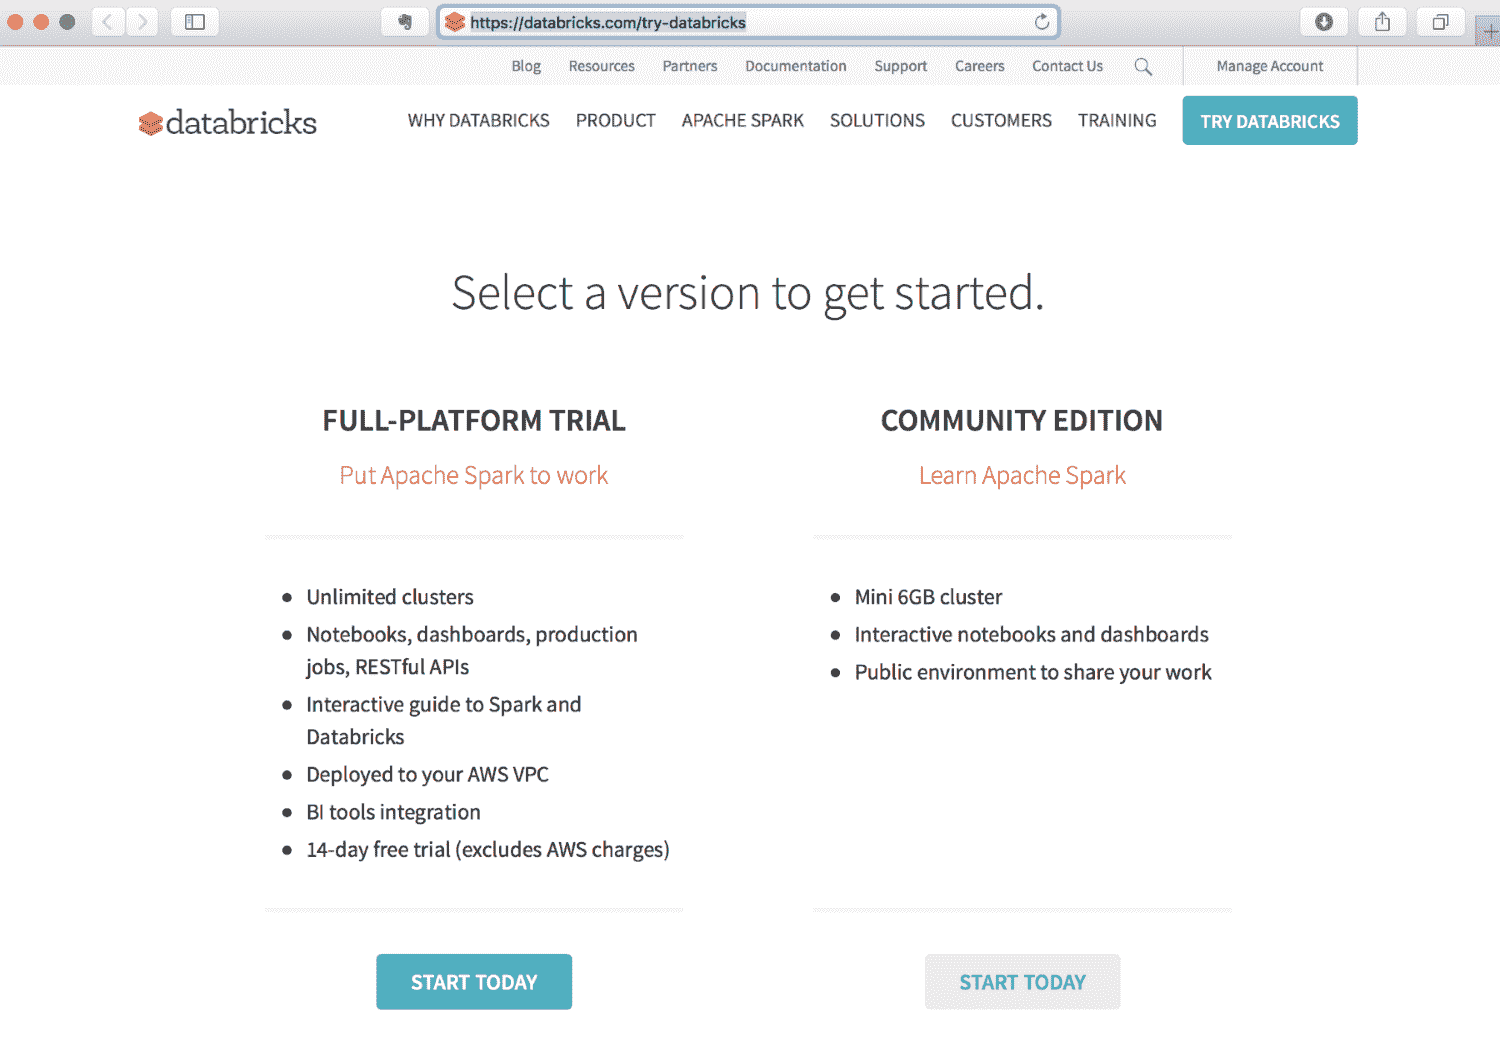 https://databricks.com/try-databricks
Blog Resources Partners Documentation Support Careers Contact Us Manage Account
databricks WHY DATABRICKS PRODUCT APACHE SPARK SOLUTIONS CUSTOMERS TRAINING TRY DATABRICKS
Select a version to get started.
FULL-PLATFORM TRIAL
Put Apache Spark to work
Unlimited clusters
Notebooks, dashboards, production
jobs, RESTful APIs
Interactive guide to Spark and
Databricks
Deployed to your AWS VPC
BI tools integration
14-day free trial (excludes AWS charges)
START TODAY
COMMUNITY EDITION
Learn Apache Spark
Mini 6GB cluster
Interactive notebooks and dashboards
Public environment to share your work
START TODAY